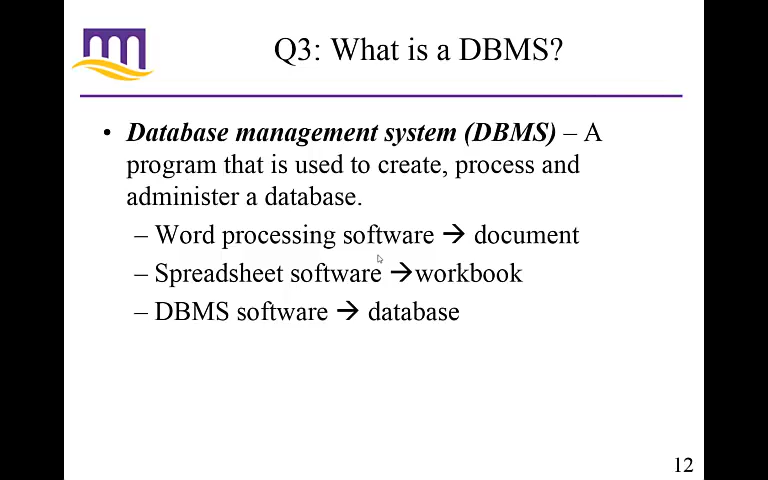 Q3: What is a DBMS?
• Database management system (DBMS) – A
program that is used to create, process and
administer a database.
– Word processing software → document
– Spreadsheet software →workbook
– DBMS software → database
12